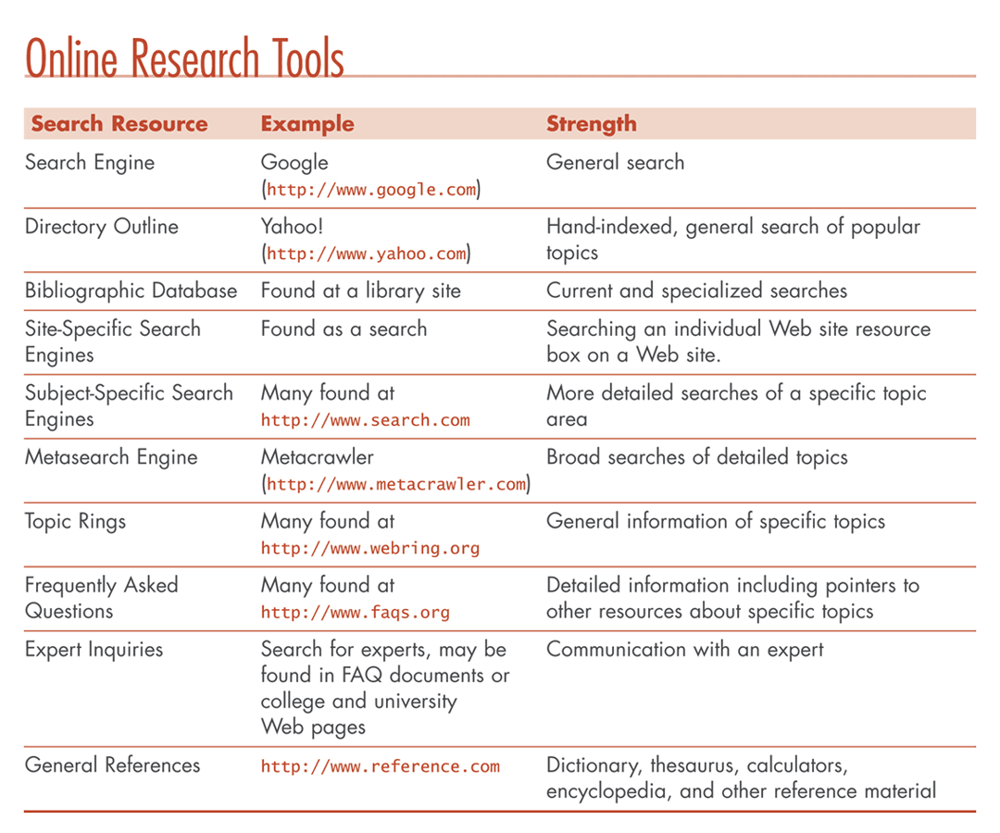 Online Research Tools
Search Resource Example Strength
Search Engine Google General search
(http://www.google.com)
Directory Outline Yahoo! Hand-indexed, general search of popular
(http://www.yahoo.com) topics
Bibliographic Database Found at a library site Current and specialized searches
Site-Specific Search Found as a search Searching an individual Web site resource
Engines box on a Web site.
Subject-Specific Search Many found at More detailed searches of a specific topic
Engines http://www.search.com area
Metasearch Engine Metacrawler Broad searches of detailed topics
(http://www.metacrawler.com)
Topic Rings Many found at General information of specific topics
http://www.webring.org
Frequently Asked Many found at Detailed information including pointers to
Questions http://www.faqs.org other resources about specific topics
Expert Inquiries Search for experts, may be Communication with an expert
found in FAQ documents or
college and university
Web pages
General References http://www.reference.com Dictionary, thesaurus, calculators,
encyclopedia, and other reference material